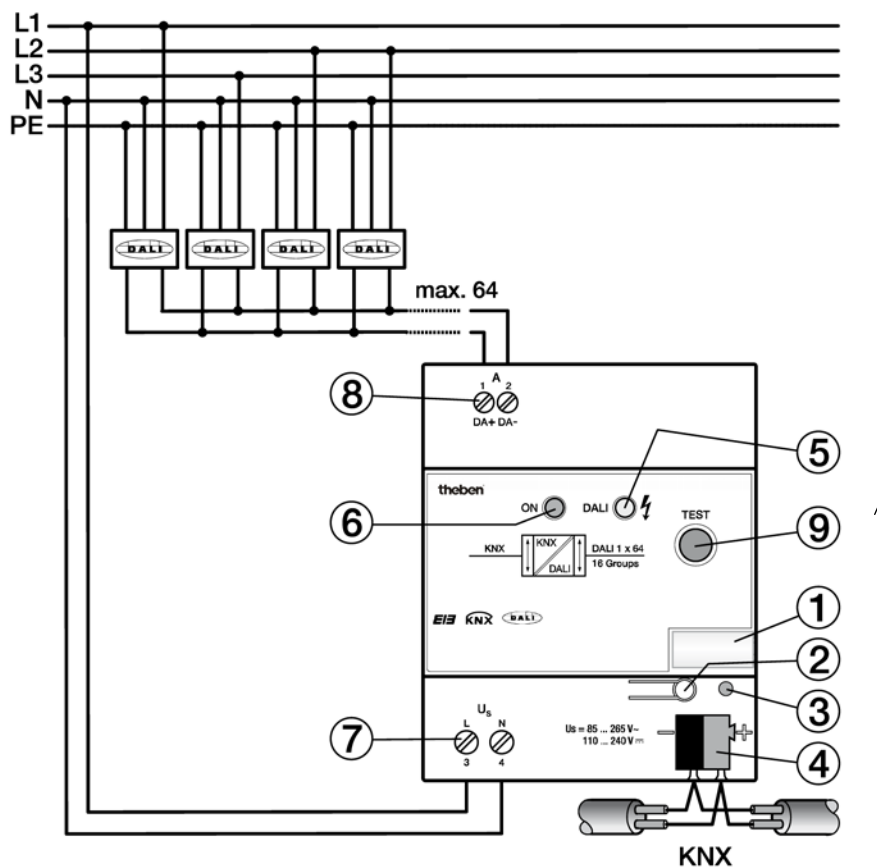 L1
L2
L3
N
PE
DALI DALI DALI DALI
max. 64
A
1 2
8
DA+ DA-
5
theben
ON DALI
TEST
6
9
KNX KNX DALI DALI 1 x 64
16 Groups
1
EIB KNX DALI
2
3
Us
L N
7
3 4
Us = 85 ... 265 V~
110 ... 240 V
- +
4
KNX